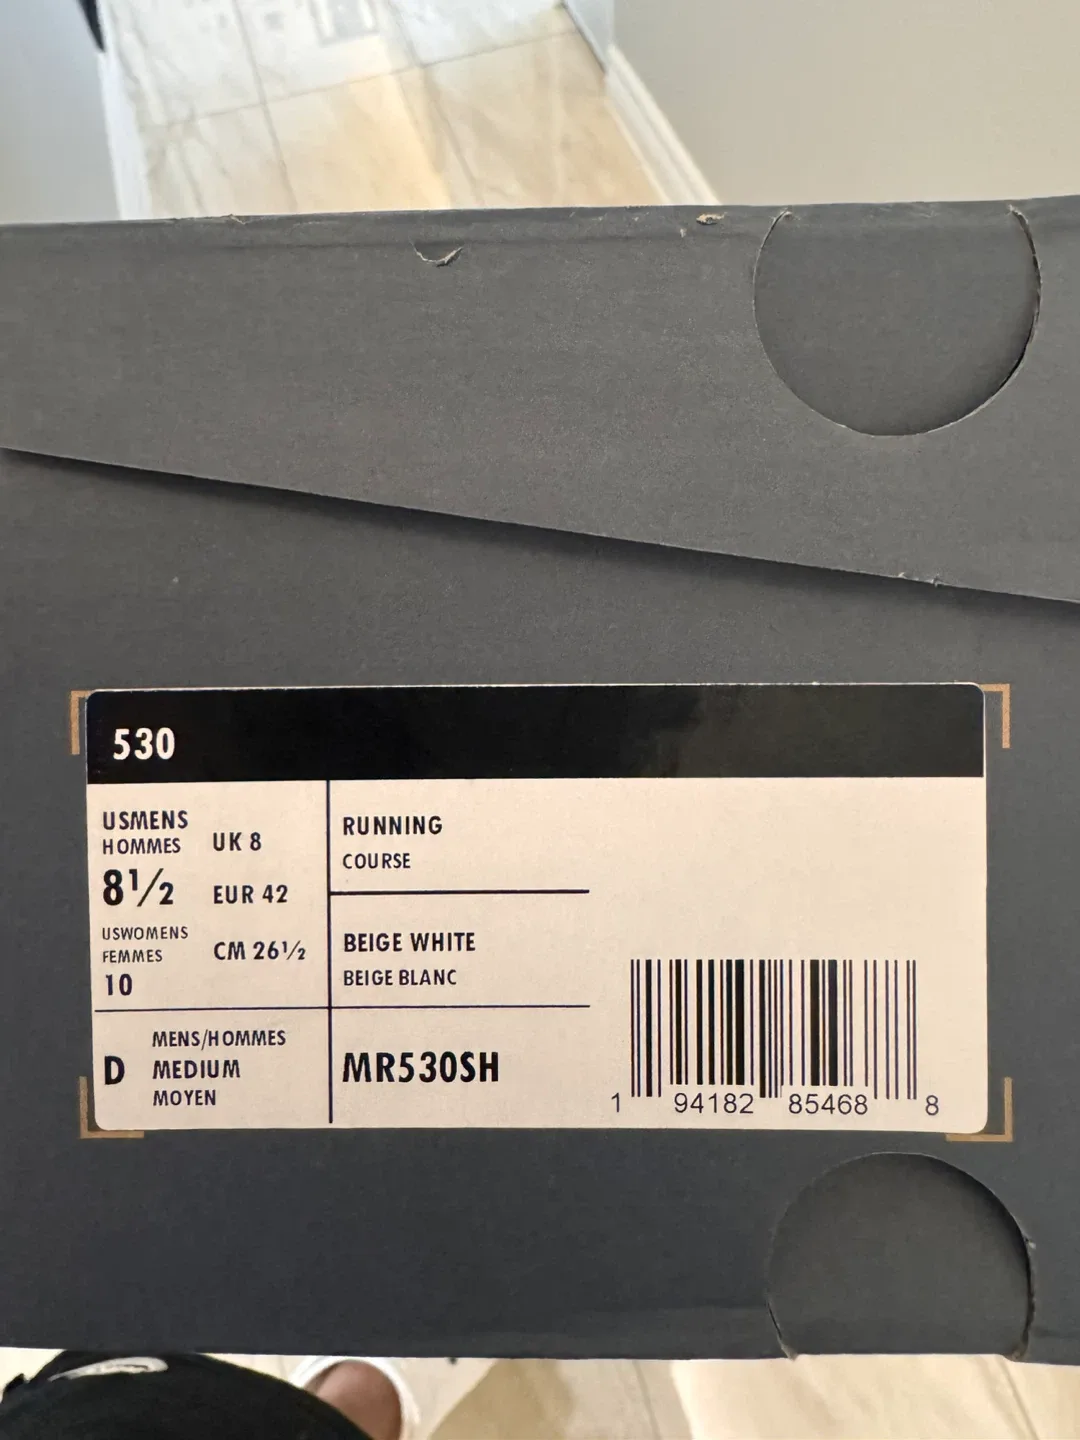 530
USMENS
HOMMES
8½
USWOMENS
FEMMES
10
UK 8
EUR 42
CM 26½
RUNNING
COURSE
BEIGE WHITE
BEIGE BLANC
D
MENS/HOMMES
MEDIUM
MOYEN
MR530SH
1 94182 85468 8